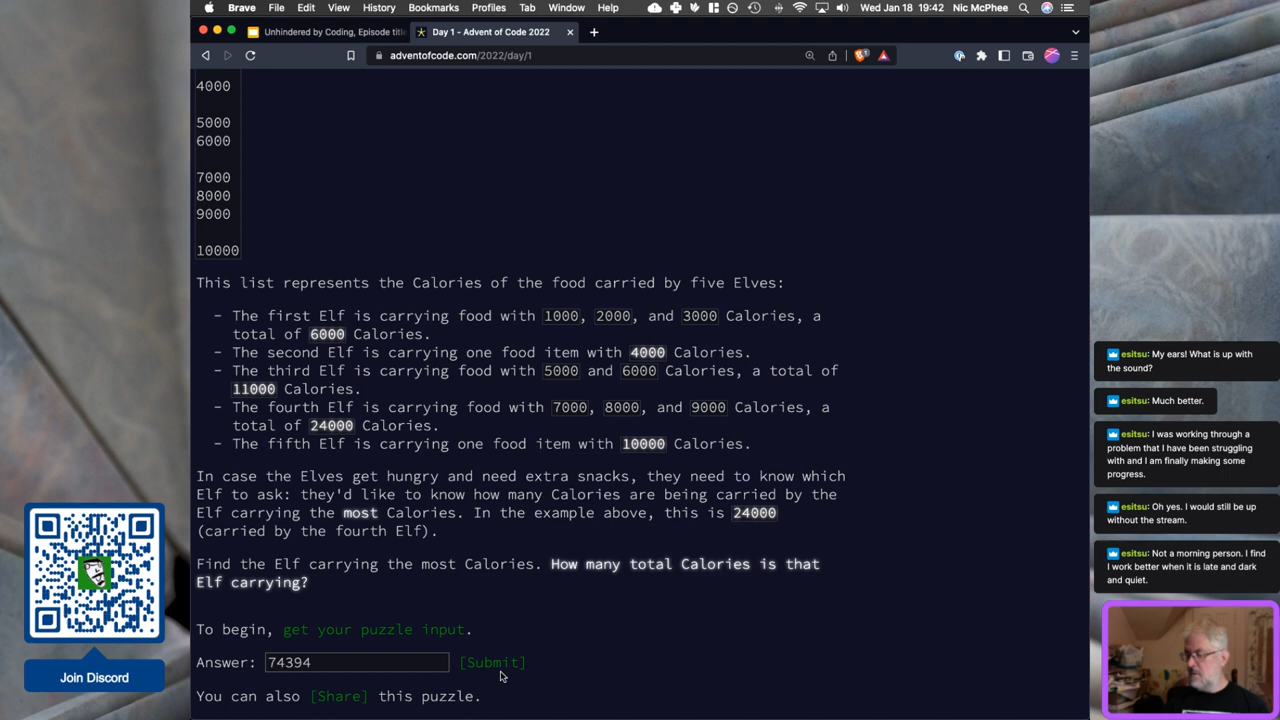 Brave File Edit View History Bookmarks Profiles Tab Window Help Wed Jan 18 19:42 Nic McPhee
Unhindered by Coding, Episode title
Day 1 - Advent of Code 2022
adventofcode.com/2022/day/1
4000
5000
6000
7000
8000
9000
10000
This list represents the Calories of the food carried by five Elves:
- The first Elf is carrying food with 1000, 2000, and 3000 Calories, a
total of 6000 Calories.
- The second Elf is carrying one food item with 4000 Calories.
- The third Elf is carrying food with 5000 and 6000 Calories, a total of
11000 Calories.
- The fourth Elf is carrying food with 7000, 8000, and 9000 Calories, a
total of 24000 Calories.
- The fifth Elf is carrying one food item with 10000 Calories.
In case the Elves get hungry and need extra snacks, they need to know which
Elf to ask: they'd like to know how many Calories are being carried by the
Elf carrying the most Calories. In the example above, this is 24000
(carried by the fourth Elf).
Find the Elf carrying the most Calories. How many total Calories is that
Elf carrying?
To begin, get your puzzle input.
Answer: 74394 [Submit]
You can also [Share] this puzzle.
Join Discord
esitsu: My ears! What is up with
the sound?
esitsu: Much better.
esitsu: I was working through a
problem that I have been struggling
with and I am finally making some
progress.
esitsu: Oh yes. I would still be up
without the stream.
esitsu: Not a morning person. I find
I work better when it is late and dark
and quiet.